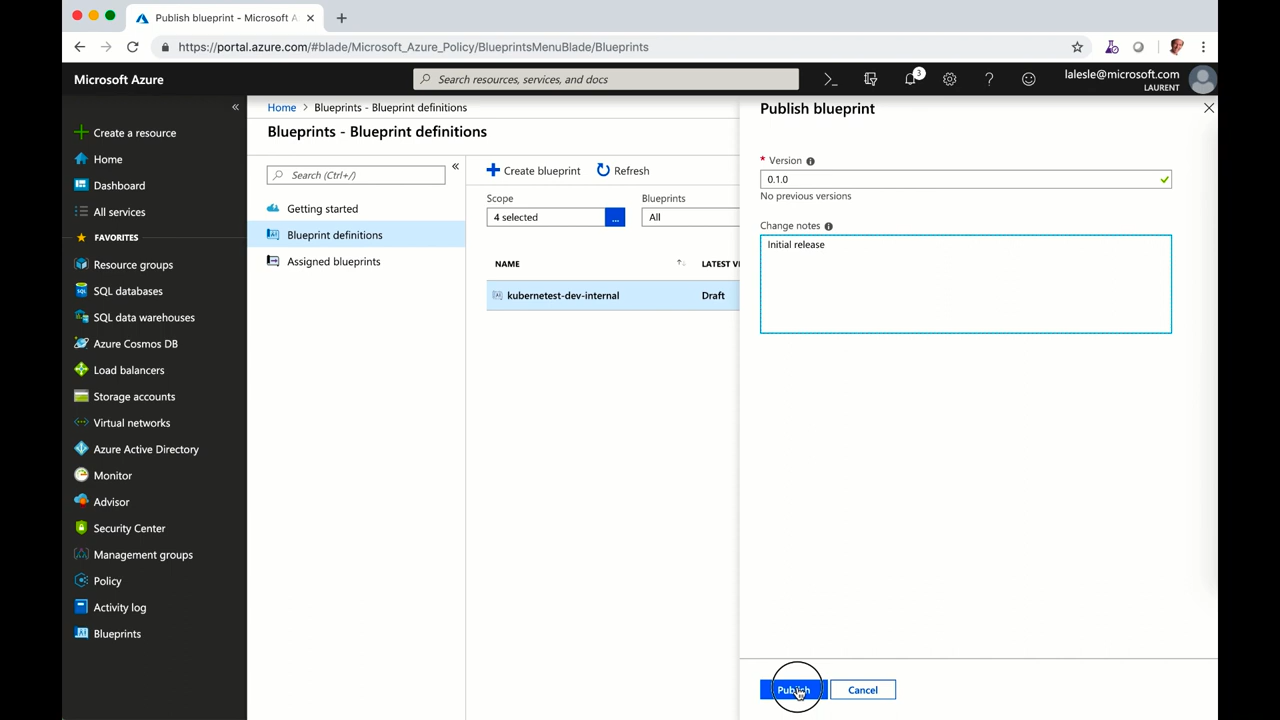 Publish blueprint - Microsoft A
https://portal.azure.com/#blade/Microsoft_Azure_Policy/BlueprintsMenuBlade/Blueprints
Microsoft Azure
Search resources, services, and docs
3
lalesle@microsoft.com
LAURENT
Create a resource
Home
Dashboard
All services
FAVORITES
Resource groups
SQL databases
SQL data warehouses
Azure Cosmos DB
Load balancers
Storage accounts
Virtual networks
Azure Active Directory
Monitor
Advisor
Security Center
Management groups
Policy
Activity log
Blueprints
Home > Blueprints - Blueprint definitions
Blueprints - Blueprint definitions
Search (Ctrl+/)
Getting started
Blueprint definitions
Assigned blueprints
Create blueprint Refresh
Scope Blueprints
4 selected ... All
NAME LATEST VE
kubernetest-dev-internal Draft
Publish blueprint
* Version
0.1.0
No previous versions
Change notes
Initial release
Publish Cancel